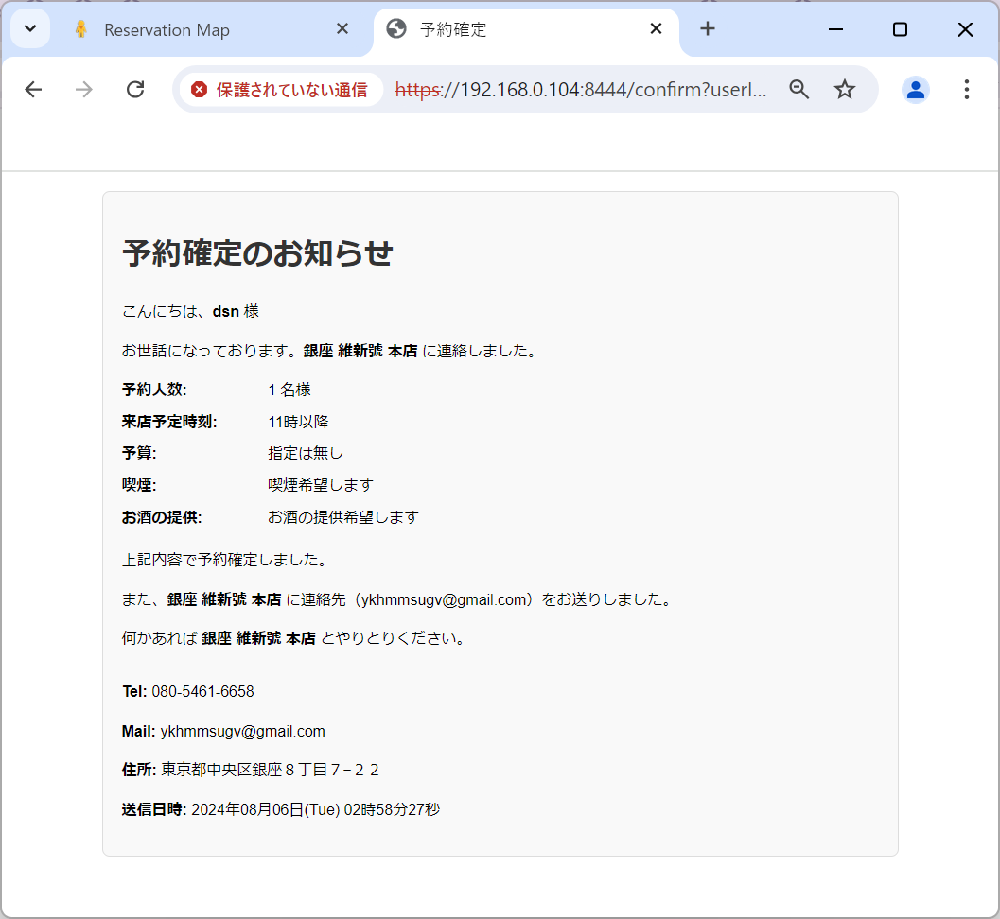 Reservation Map
予約確定
保護されていない通信 https://192.168.0.104:8444/confirm?userI...
予約確定のお知らせ
こんにちは、dsn 様
お世話になっております。銀座 維新號 本店 に連絡しました。
予約人数: 1 名様
来店予定時刻: 11時以降
予算: 指定は無し
喫煙: 喫煙希望します
お酒の提供: お酒の提供希望します
上記内容で予約確定しました。
また、銀座 維新號 本店 に連絡先（ykhmmsugv@gmail.com）をお送りしました。
何かあれば 銀座 維新號 本店 とやりとりください。
Tel: 080-5461-6658
Mail: ykhmmsugv@gmail.com
住所: 東京都中央区銀座８丁目７−２２
送信日時: 2024年08月06日(Tue) 02時58分27秒